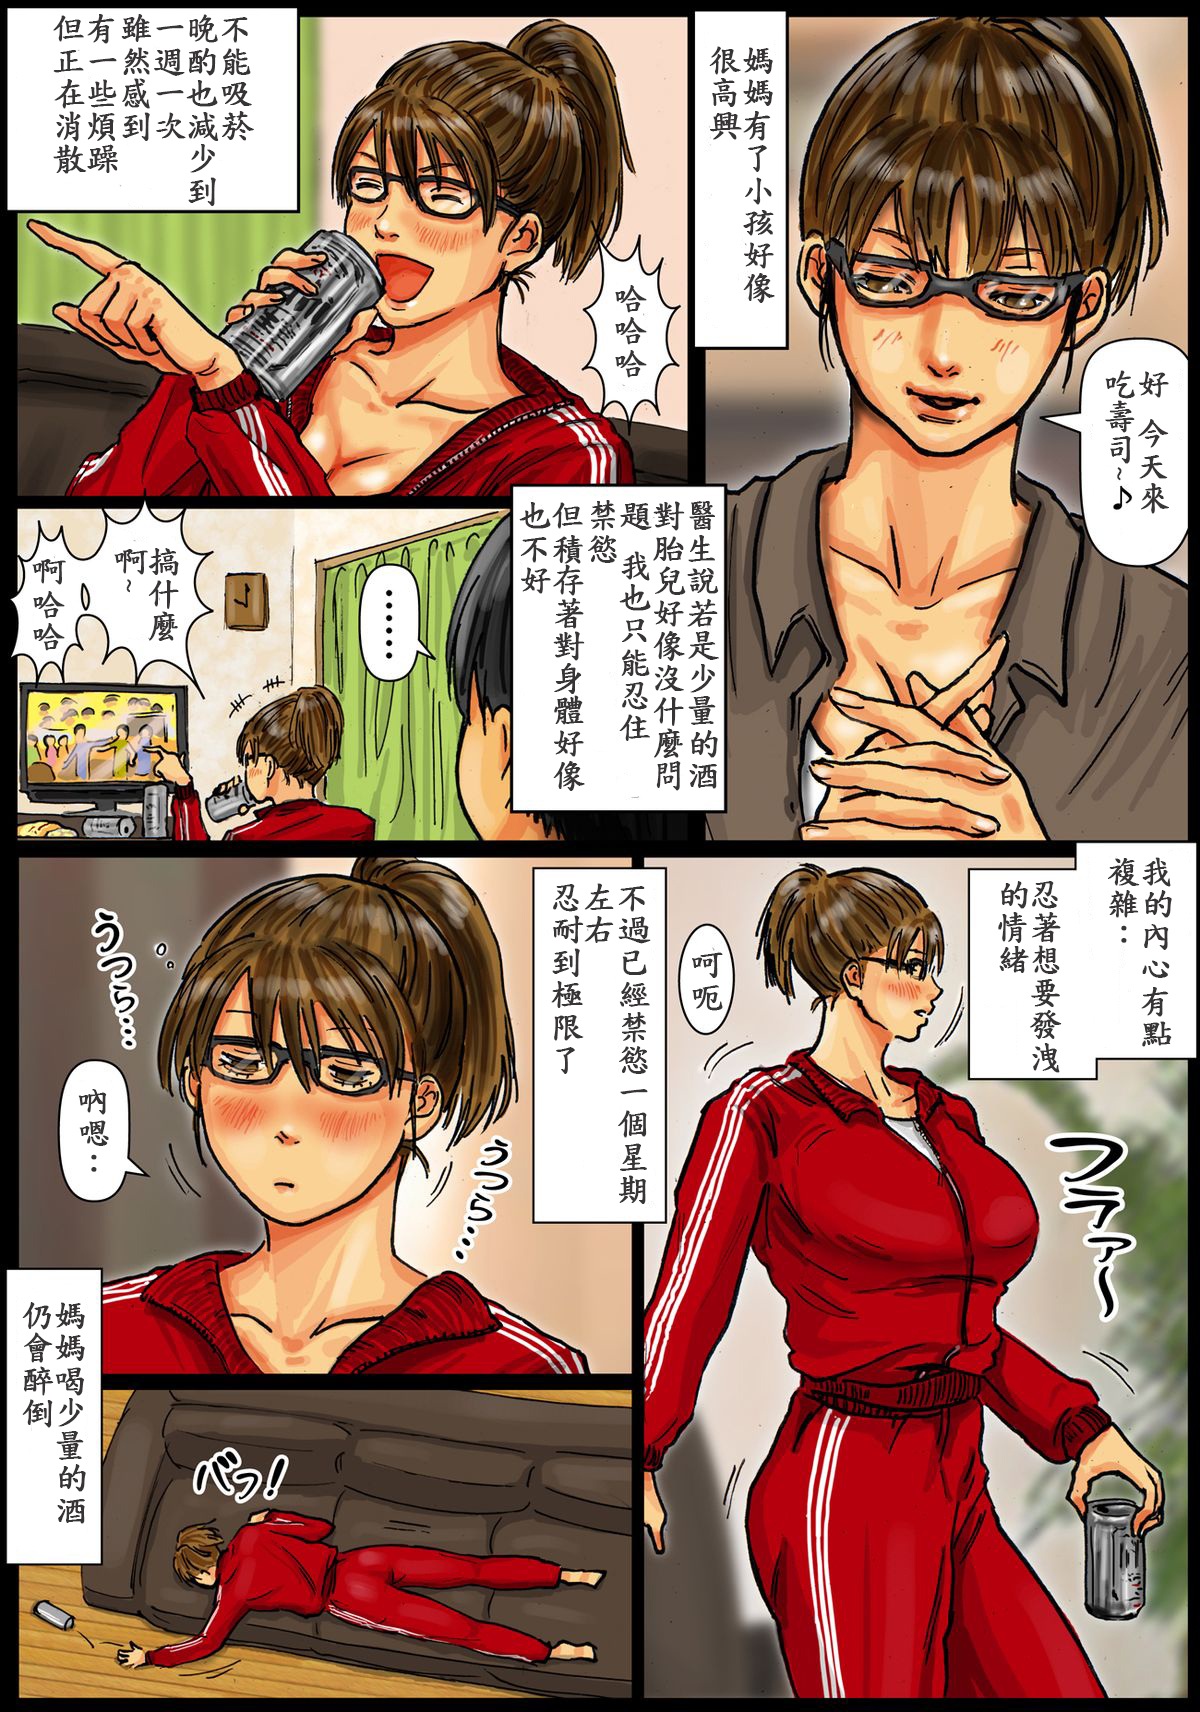 媽媽有了小孩好像
很高興
好 今天來
吃壽司~♪
不能吸菸
晚酌也減少到
一週一次
雖然感到
有一些煩躁
但正在消散
哈哈哈
醫生說若是少量的酒
對胎兒好像沒什麼問
題 我也只能忍住
禁慾
但積存著對身體好像
也不好
……
搞什麼
啊~
啊哈哈
我的內心有點
複雜…
忍著想要發洩
的情緒
呵呃
フラァ〜
不過已經禁慾一個星期
左右
忍耐到極限了
うつら…
うつら…
吶嗯…
媽媽喝少量的酒
仍會醉倒
バフ!